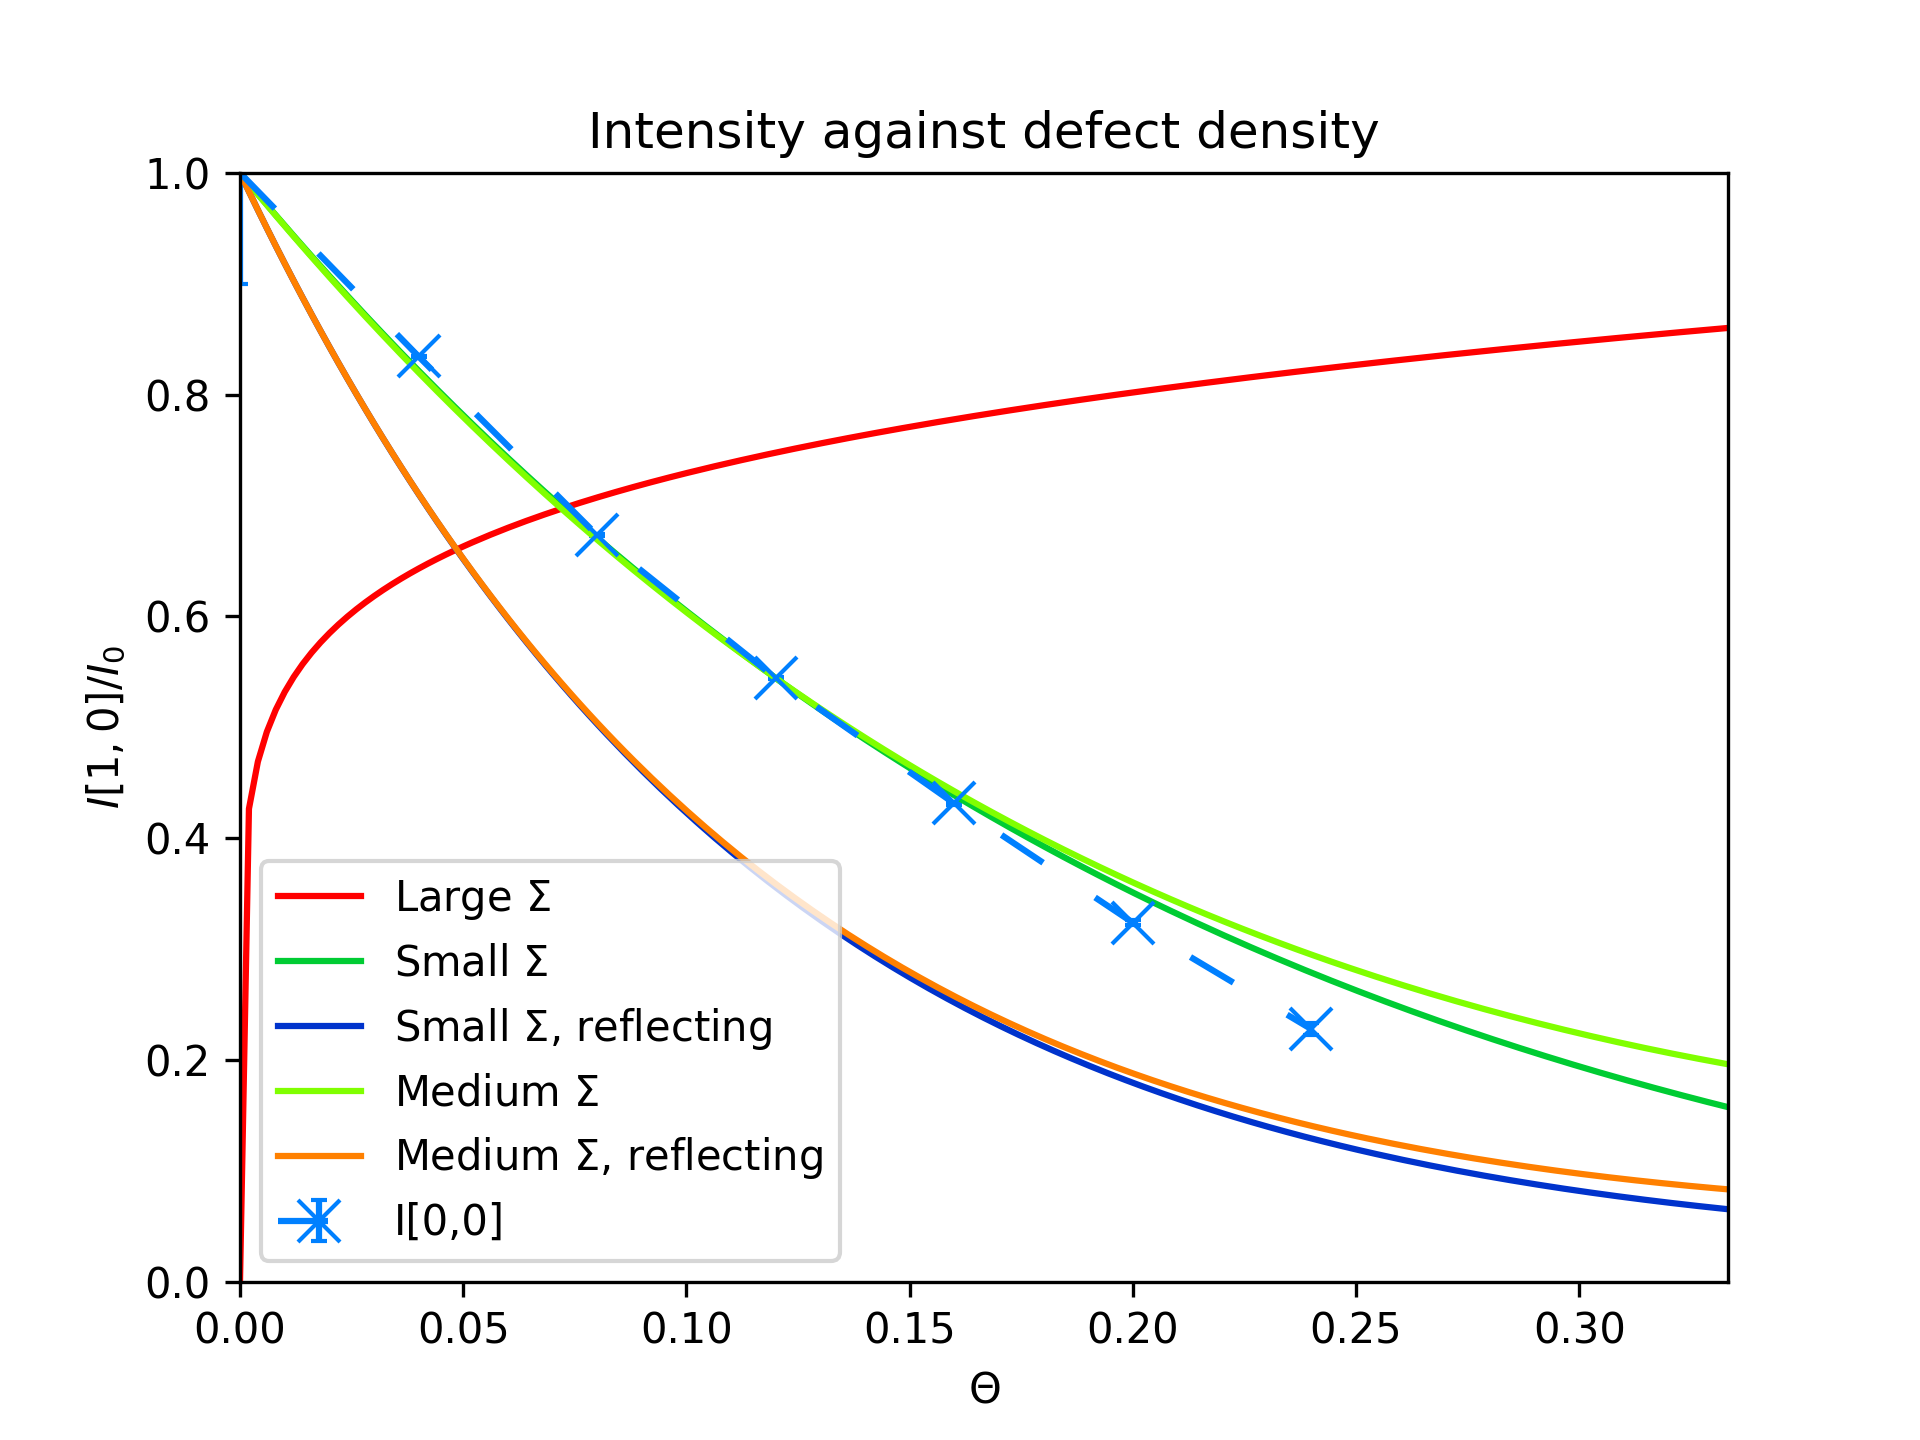 Intensity against defect density
1.0
0.8
0.6
0.4
0.2
0.0
I[1, 0]/I₀
Large Σ
Small Σ
Small Σ, reflecting
Medium Σ
Medium Σ, reflecting
I[0,0]
0.00 0.05 0.10 0.15 0.20 0.25 0.30
Θ